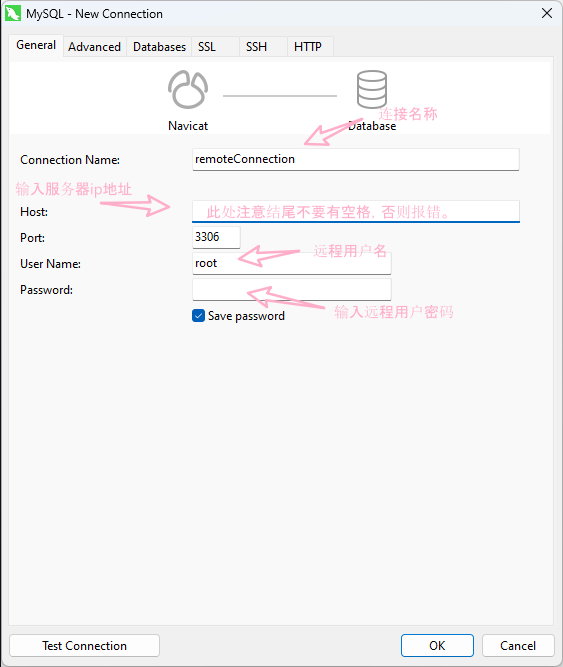 MySQL - New Connection
General Advanced Databases SSL SSH HTTP
连接名称
Navicat Database
Connection Name: remoteConnection
输入服务器ip地址
Host: 此处注意结尾不要有空格, 否则报错。
Port: 3306
远程用户名
User Name: root
Password:
输入远程用户密码
Save password
Test Connection OK Cancel